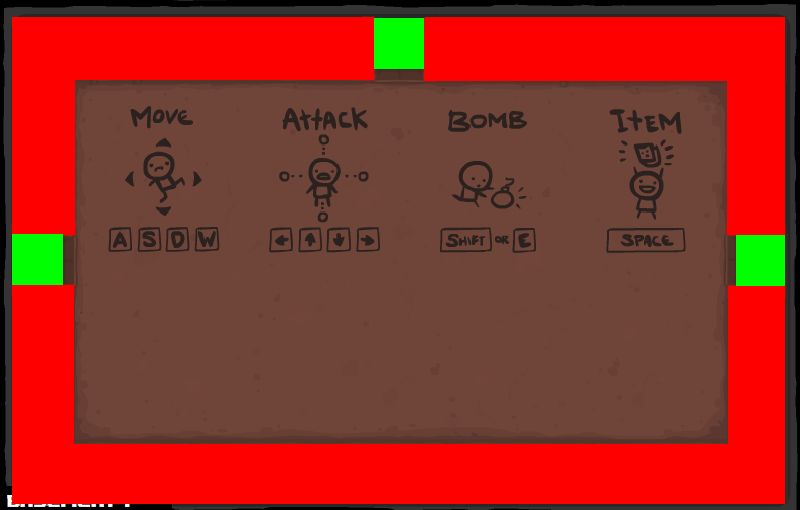 MOVE ATTACK BOMB ITEM
A S D W ← ↑ ↓ → SHIFT OR E SPACE